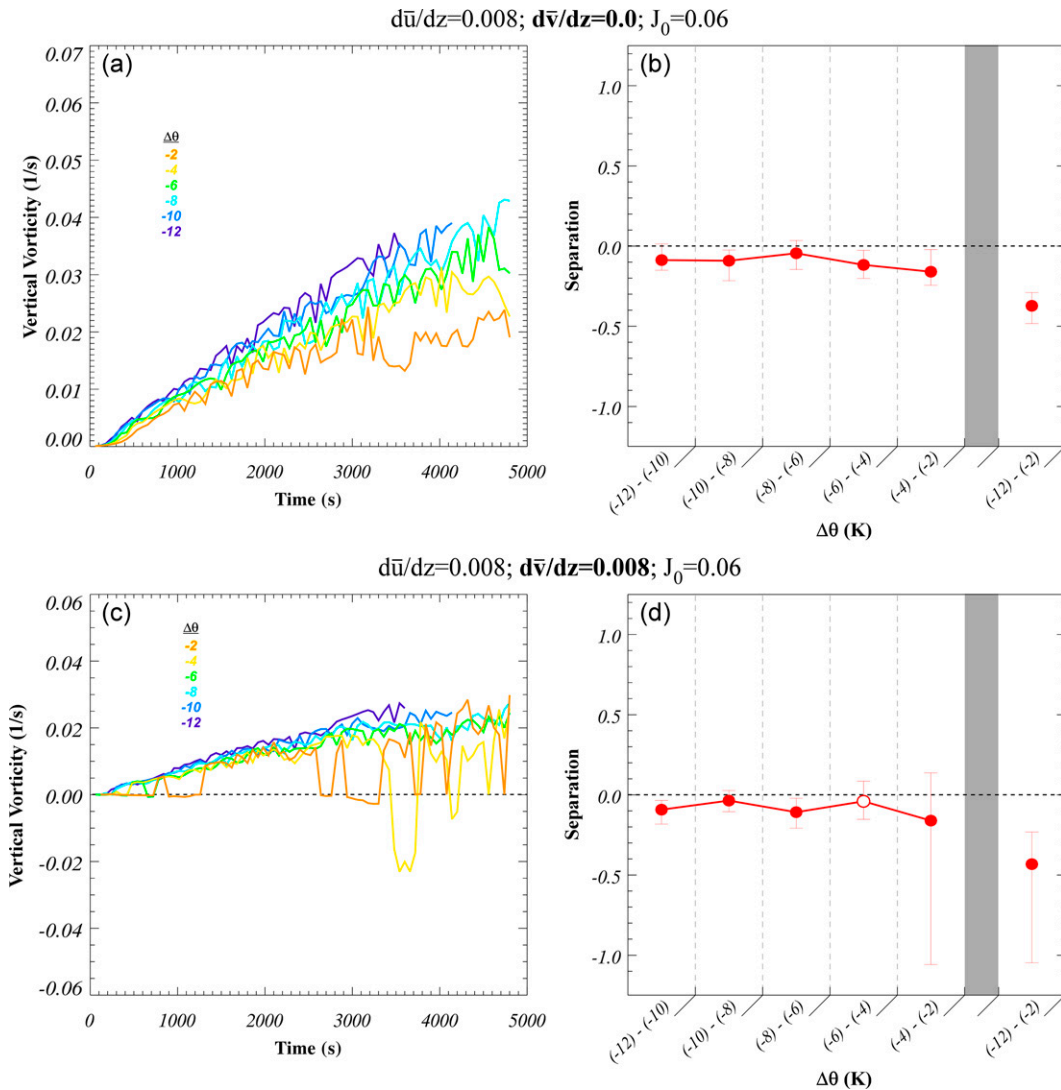 dū/dz=0.008; dv̄/dz=0.0; J₀=0.06
(a)
0.07
0.06
0.05
0.04
0.03
0.02
0.01
0.00
Vertical Vorticity (1/s)
Δθ
-2
-4
-6
-8
-10
-12
0 1000 2000 3000 4000 5000
Time (s)
(b)
1.0
0.5
0.0
-0.5
-1.0
Separation
(-12) - (-10) (-10) - (-8) (-8) - (-6) (-6) - (-4) (-4) - (-2) (-12) - (-2)
Δθ (K)
dū/dz=0.008; dv̄/dz=0.008; J₀=0.06
(c)
0.06
0.04
0.02
0.00
-0.02
-0.04
-0.06
Vertical Vorticity (1/s)
Δθ
-2
-4
-6
-8
-10
-12
0 1000 2000 3000 4000 5000
Time (s)
(d)
1.0
0.5
0.0
-0.5
-1.0
Separation
(-12) - (-10) (-10) - (-8) (-8) - (-6) (-6) - (-4) (-4) - (-2) (-12) - (-2)
Δθ (K)